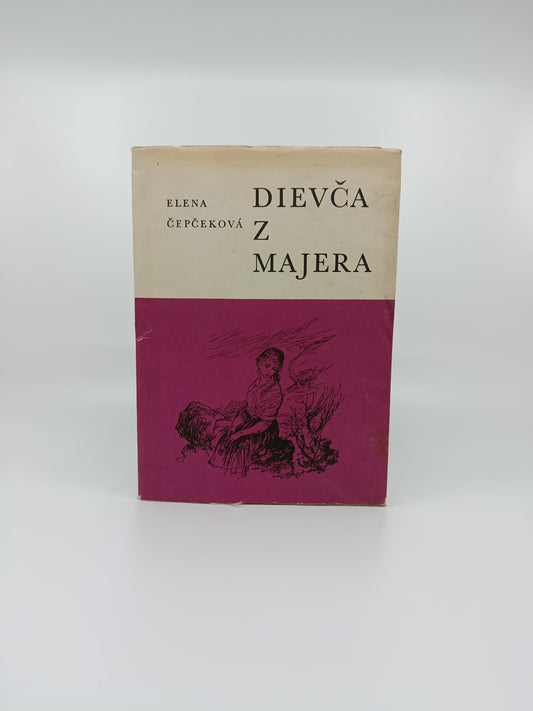 ELENA
ČEPČEKOVÁ
DIEVČA
Z
MAJERA